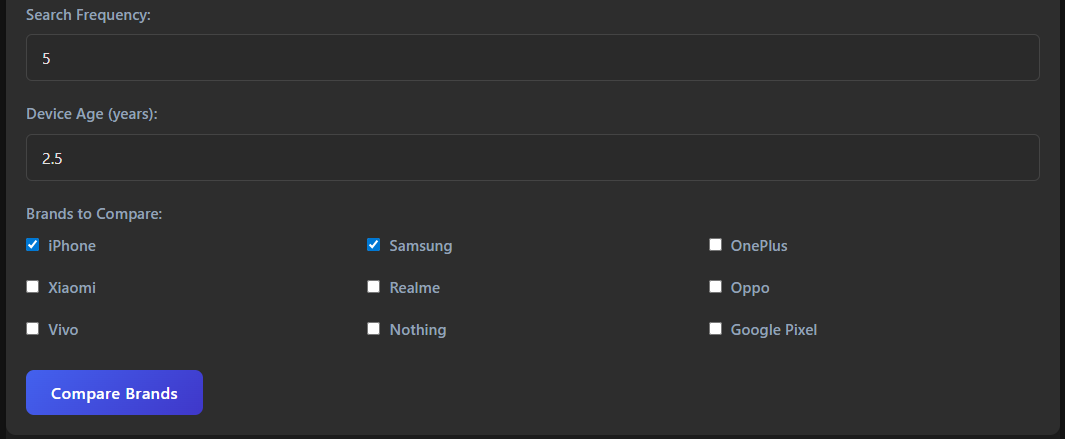 Search Frequency:
5
Device Age (years):
2.5
Brands to Compare:
iPhone Samsung OnePlus
Xiaomi Realme Oppo
Vivo Nothing Google Pixel
Compare Brands